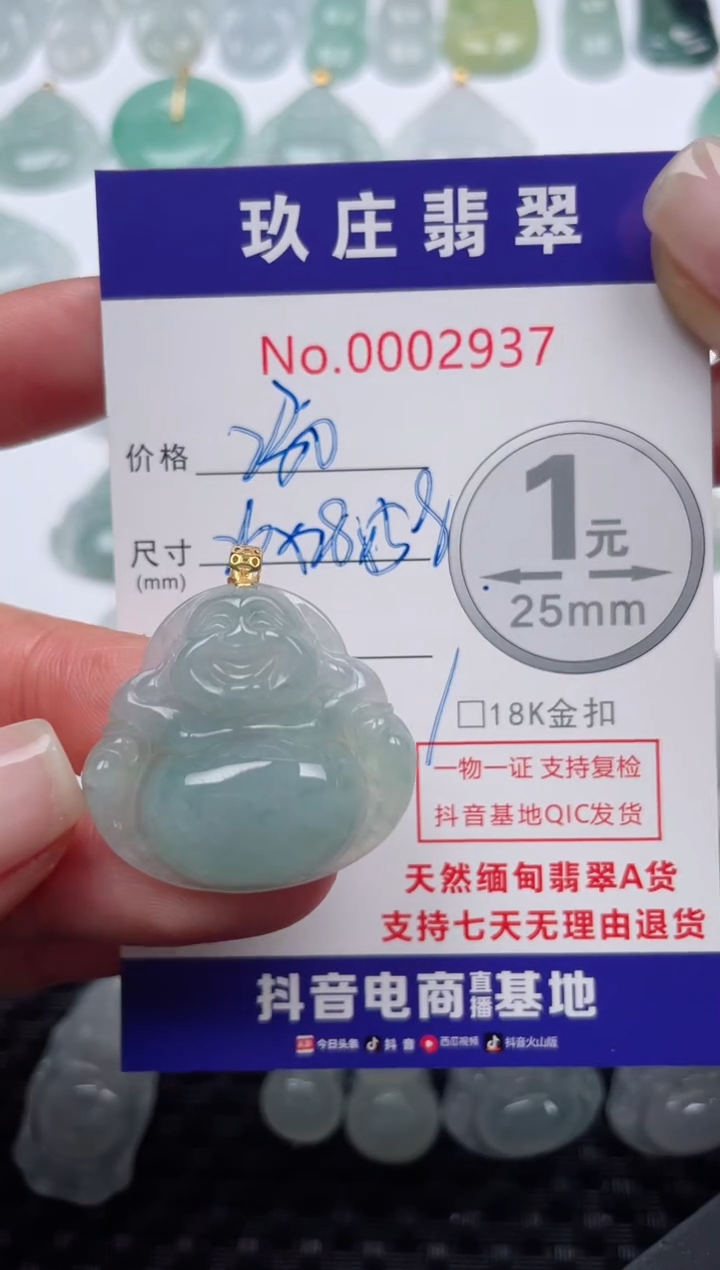 玖庄翡翠
No.0002937
价格
尺寸
(mm)
1元
25mm
□18K金扣
一物一证 支持复检
抖音基地QIC发货
天然缅甸翡翠A货
支持七天无理由退货
抖音电商直播基地
今日头条 抖音 西瓜视频 抖音火山版